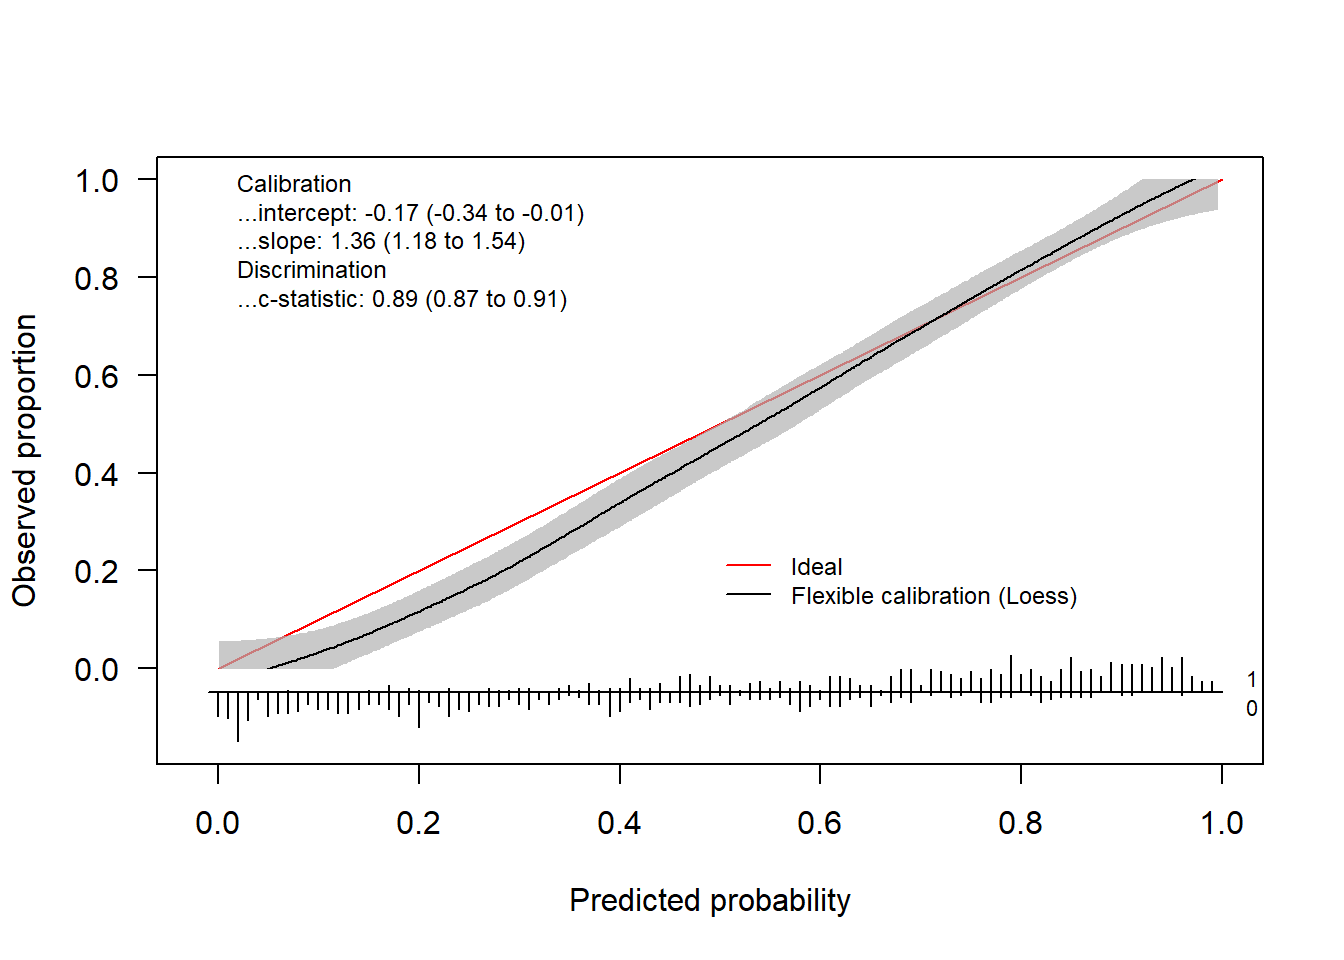 Calibration
...intercept: -0.17 (-0.34 to -0.01)
...slope: 1.36 (1.18 to 1.54)
Discrimination
...c-statistic: 0.89 (0.87 to 0.91)
Observed proportion
1.0
0.8
0.6
0.4
0.2
0.0
Ideal
Flexible calibration (Loess)
1
0
0.0 0.2 0.4 0.6 0.8 1.0
Predicted probability